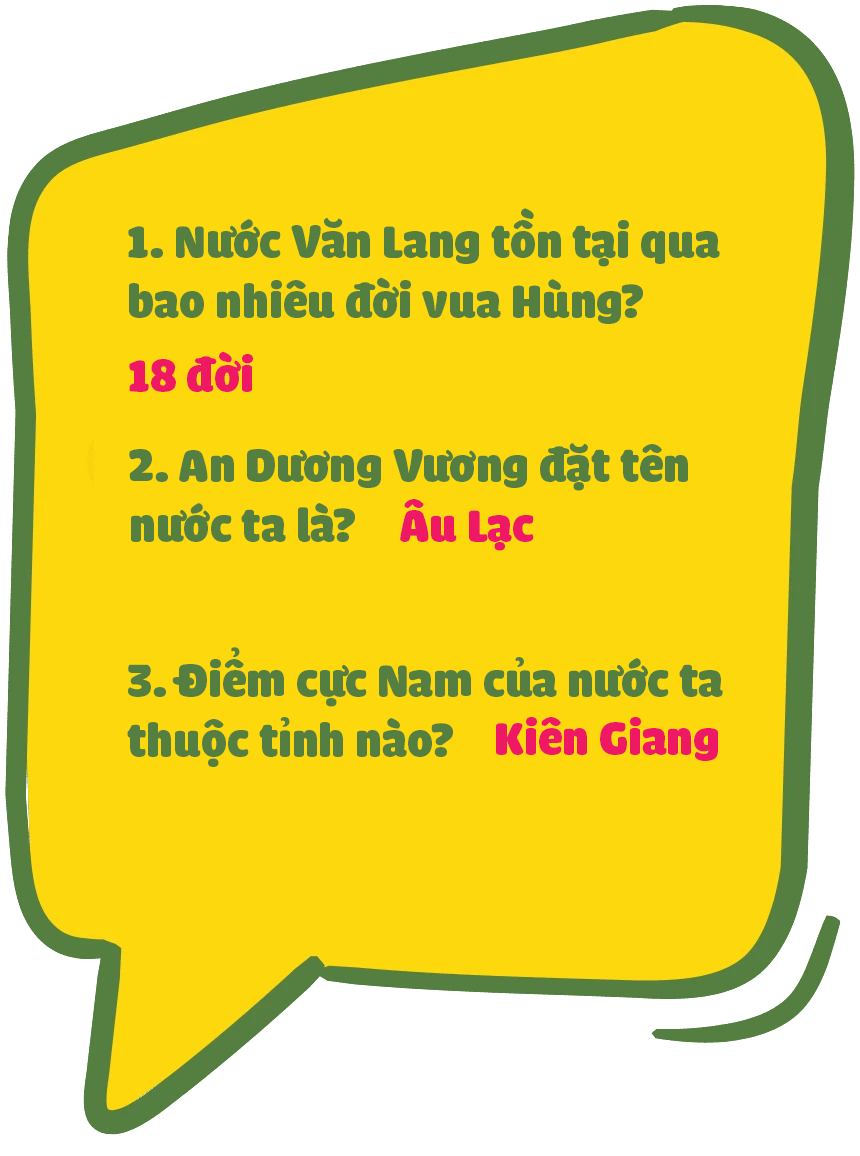 1. Nước Văn Lang tồn tại qua
bao nhiêu đời vua Hùng?
18 đời
2. An Dương Vương đặt tên
nước ta là? Âu Lạc
3. Điểm cực Nam của nước ta
thuộc tỉnh nào? Kiên Giang